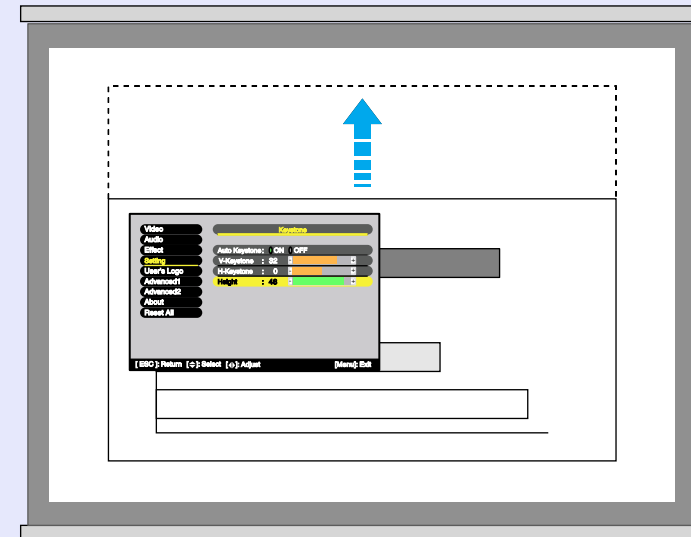 Video
Audio
Effect
Setting
User's Logo
Advanced1
Advanced2
About
Reset All
Keystone
Auto Keystone : ON OFF
V-Keystone : 32 - +
H-Keystone : 0 - +
Height : 48 - +
[ ESC ]: Return [ ]: Select [ ]: Adjust [Menu]: Exit